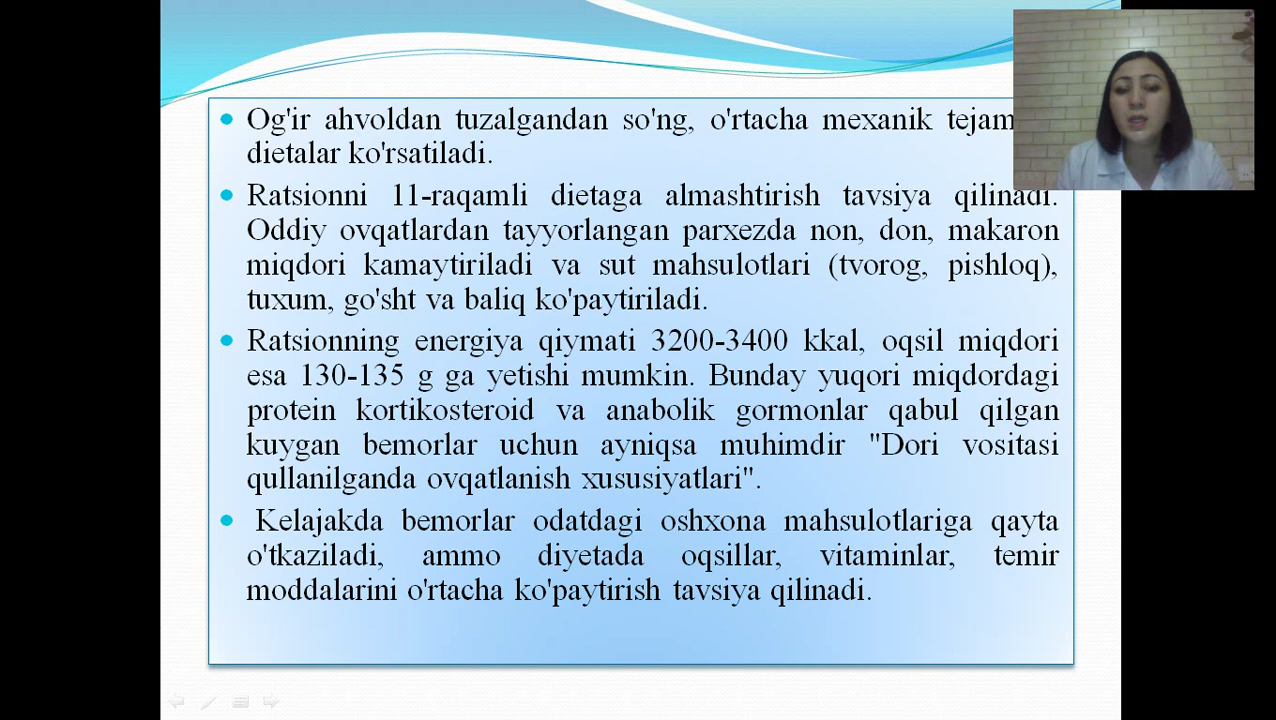 Og'ir ahvoldan tuzalgandan so'ng, o'rtacha mexanik
dietalar ko'rsatiladi.
Ratsionni 11-raqamli dietaga almashtirish tavsiya qilinadi.
Oddiy ovqatlardan tayyorlangan parxezda non, don, makaron
miqdori kamaytiriladi va sut mahsulotlari (tvorog, pishloq),
tuxum, go'sht va baliq ko'paytiriladi.
Ratsionning energiya qiymati 3200-3400 kkal, oqsil miqdori
esa 130-135 g ga yetishi mumkin. Bunday yuqori miqdordagi
protein kortikosteroid va anabolik gormonlar qabul qilgan
kuygan bemorlar uchun ayniqsa muhimdir "Dori vositasi
qullanilganda ovqatlanish xususiyatlari".
Kelajakda bemorlar odatdagi oshxona mahsulotlariga qayta
o'tkaziladi, ammo diyetada oqsillar, vitaminlar, temir
moddalarini o'rtacha ko'paytirish tavsiya qilinadi.